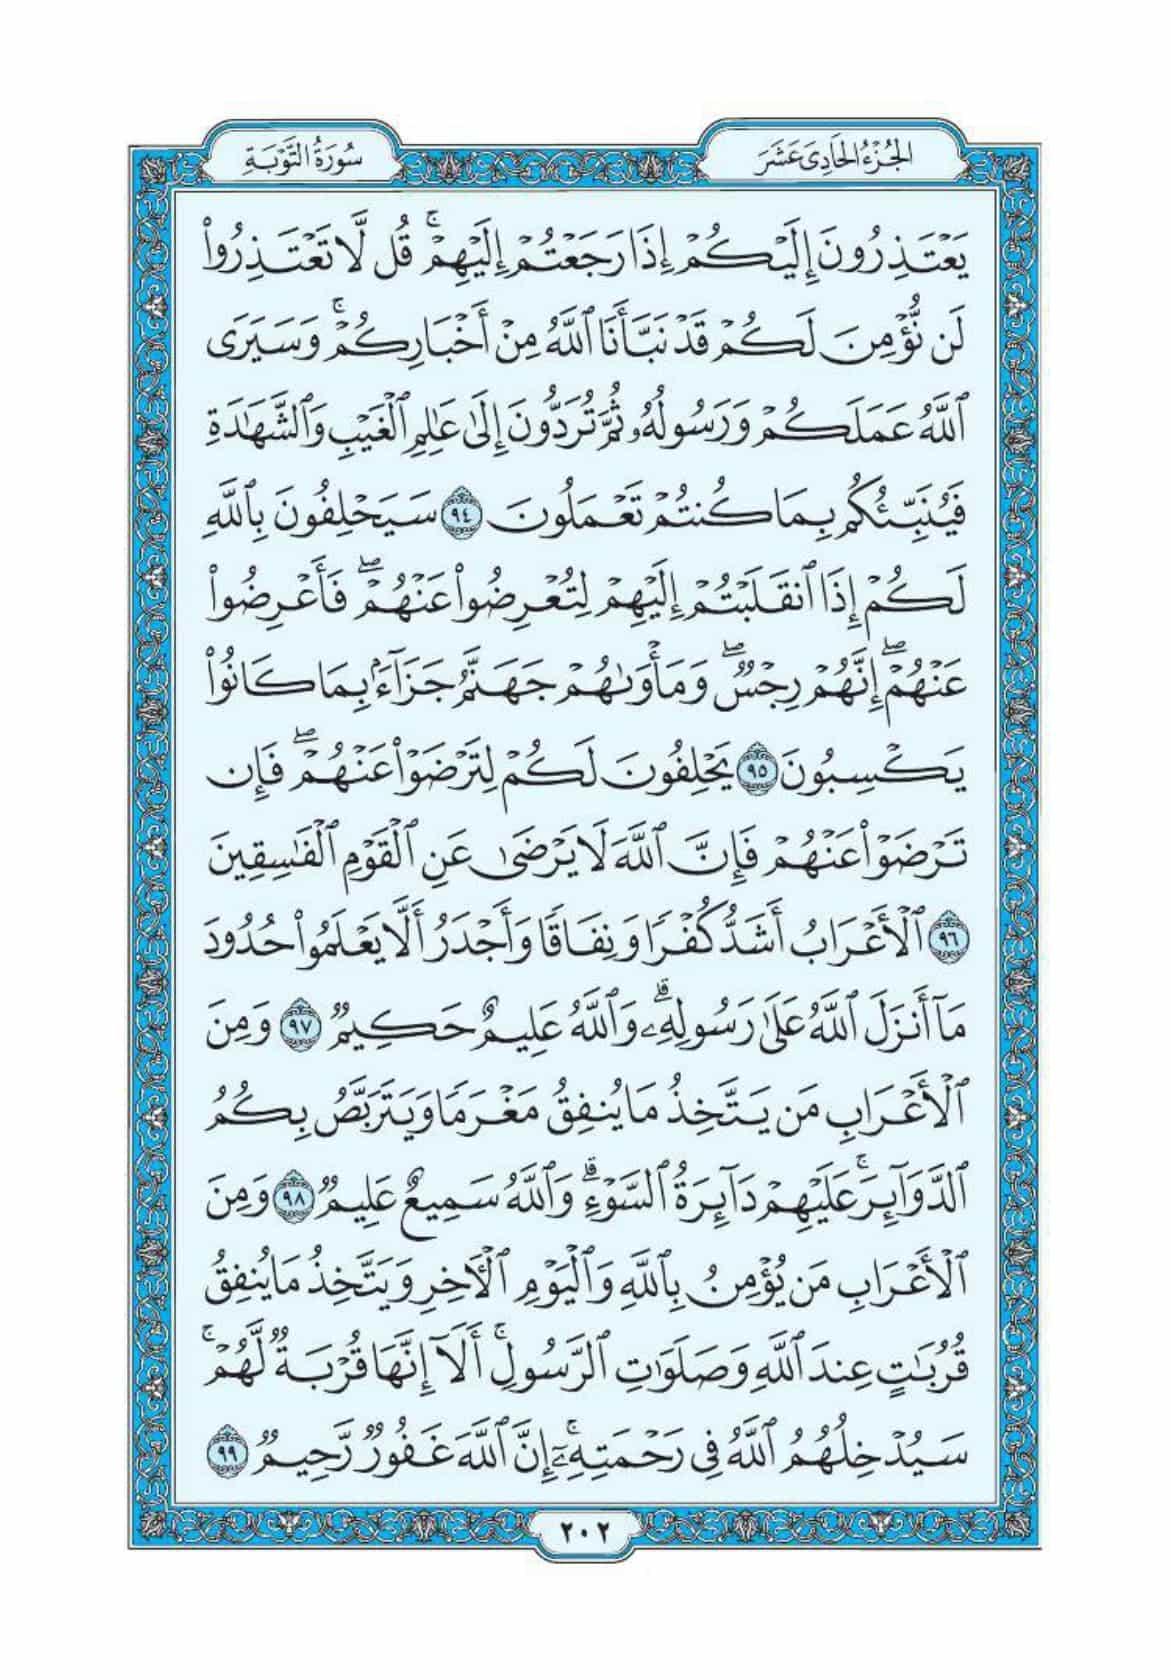 الجُزْءُ الحَادِى عَشَرَ
سُورَةُ التَّوْبَةِ
يَعْتَذِرُونَ إِلَيْكُمْ إِذَا رَجَعْتُمْ إِلَيْهِمْۚ قُل لَّا تَعْتَذِرُوا۟
لَن نُّؤْمِنَ لَكُمْ قَدْ نَبَّأَنَا ٱللَّهُ مِنْ أَخْبَارِكُمْۚ وَسَيَرَى
ٱللَّهُ عَمَلَكُمْ وَرَسُولُهُۥ ثُمَّ تُرَدُّونَ إِلَىٰ عَٰلِمِ ٱلْغَيْبِ وَٱلشَّهَٰدَةِ
فَيُنَبِّئُكُم بِمَا كُنتُمْ تَعْمَلُونَ ٩٤ سَيَحْلِفُونَ بِٱللَّهِ
لَكُمْ إِذَا ٱنقَلَبْتُمْ إِلَيْهِمْ لِتُعْرِضُوا۟ عَنْهُمْۖ فَأَعْرِضُوا۟
عَنْهُمْۖ إِنَّهُمْ رِجْسٌۖ وَمَأْوَىٰهُمْ جَهَنَّمُ جَزَآءًۢ بِمَا كَانُوا۟
يَكْسِبُونَ ٩٥ يَحْلِفُونَ لَكُمْ لِتَرْضَوْا۟ عَنْهُمْۖ فَإِن
تَرْضَوْا۟ عَنْهُمْ فَإِنَّ ٱللَّهَ لَا يَرْضَىٰ عَنِ ٱلْقَوْمِ ٱلْفَٰسِقِينَ
٩٦ ٱلْأَعْرَابُ أَشَدُّ كُفْرًا وَنِفَاقًا وَأَجْدَرُ أَلَّا يَعْلَمُوا۟ حُدُودَ
مَآ أَنزَلَ ٱللَّهُ عَلَىٰ رَسُولِهِۦۗ وَٱللَّهُ عَلِيمٌ حَكِيمٌ ٩٧ وَمِنَ
ٱلْأَعْرَابِ مَن يَتَّخِذُ مَا يُنفِقُ مَغْرَمًا وَيَتَرَبَّصُ بِكُمُ
ٱلدَّوَآئِرَۚ عَلَيْهِمْ دَآئِرَةُ ٱلسَّوْءِۗ وَٱللَّهُ سَمِيعٌ عَلِيمٌ ٩٨ وَمِنَ
ٱلْأَعْرَابِ مَن يُؤْمِنُ بِٱللَّهِ وَٱلْيَوْمِ ٱلْءَاخِرِ وَيَتَّخِذُ مَا يُنفِقُ
قُرُبَٰتٍ عِندَ ٱللَّهِ وَصَلَوَٰتِ ٱلرَّسُولِۚ أَلَآ إِنَّهَا قُرْبَةٌ لَّهُمْۚ
سَيُدْخِلُهُمُ ٱللَّهُ فِى رَحْمَتِهِۦٓۚ إِنَّ ٱللَّهَ غَفُورٌ رَّحِيمٌ ٩٩
٢٠٢